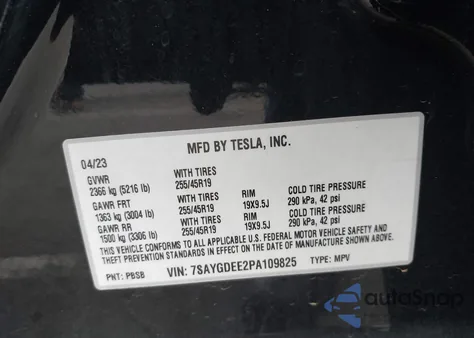 MFD BY TESLA, INC.
04/23
GVWR WITH TIRES
2366 kg (5216 lb) 255/45R19
GAWR FRT WITH TIRES RIM COLD TIRE PRESSURE
1363 kg (3004 lb) 255/45R19 19X9.5J 290 kPa, 42 psi
GAWR RR WITH TIRES RIM COLD TIRE PRESSURE
1500 kg (3306 lb) 255/45R19 19X9.5J 290 kPa, 42 psi
THIS VEHICLE CONFORMS TO ALL APPLICABLE U.S. FEDERAL MOTOR VEHICLE SAFETY AND
THEFT PREVENTION STANDARDS IN EFFECT ON THE DATE OF MANUFACTURE SHOWN ABOVE.
PNT: PBSB VIN: 7SAYGDEE2PA109825 TYPE: MPV
autoSnap